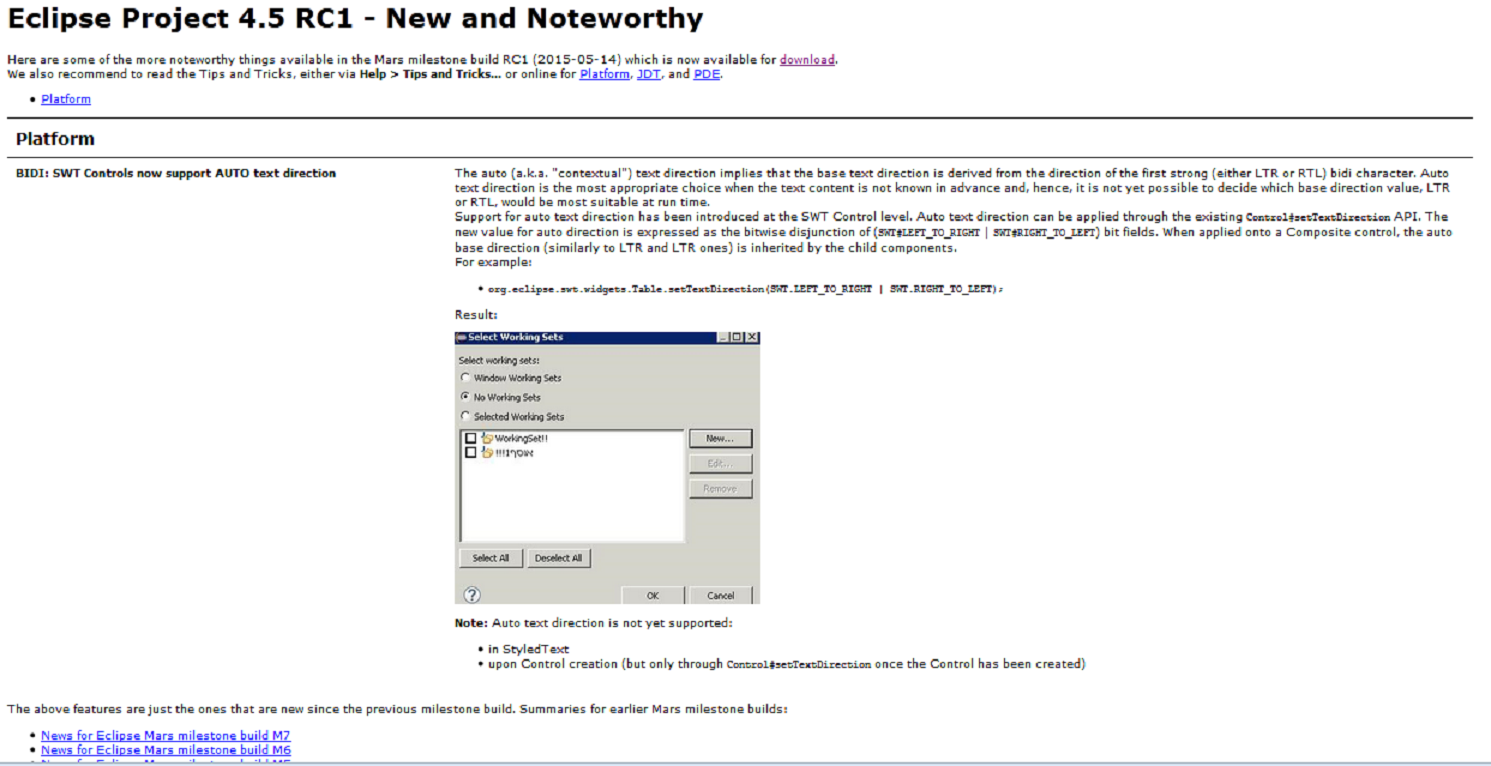 Eclipse Project 4.5 RC1 - New and Noteworthy
Here are some of the more noteworthy things available in the Mars milestone build RC1 (2015-05-14) which is now available for download.
We also recommend to read the Tips and Tricks, either via Help > Tips and Tricks... or online for Platform, JDT, and PDE.
• Platform
Platform
BIDI: SWT Controls now support AUTO text direction
The auto (a.k.a. "contextual") text direction implies that the base text direction is derived from the direction of the first strong (either LTR or RTL) bidi character. Auto
text direction is the most appropriate choice when the text content is not known in advance and, hence, it is not yet possible to decide which base direction value, LTR
or RTL, would be most suitable at run time.
Support for auto text direction has been introduced at the SWT Control level. Auto text direction can be applied through the existing Control#setTextDirection API. The
new value for auto direction is expressed as the bitwise disjunction of (SWT#LEFT_TO_RIGHT | SWT#RIGHT_TO_LEFT) bit fields. When applied onto a Composite control, the auto
base direction (similarly to LTR and LTR ones) is inherited by the child components.
For example:
• org.eclipse.swt.widgets.Table.setTextDirection(SWT.LEFT_TO_RIGHT | SWT.RIGHT_TO_LEFT);
Result:
Select Working Sets
Select working sets:
Window Working Sets
No Working Sets
Selected Working Sets
WorkingSet!!
New...
Edit...
Remove
Select All
Deselect All
?
OK
Cancel
Note: Auto text direction is not yet supported:
• in StyledText
• upon Control creation (but only through Control#setTextDirection once the Control has been created)
The above features are just the ones that are new since the previous milestone build. Summaries for earlier Mars milestone builds:
• News for Eclipse Mars milestone build M7
• News for Eclipse Mars milestone build M6